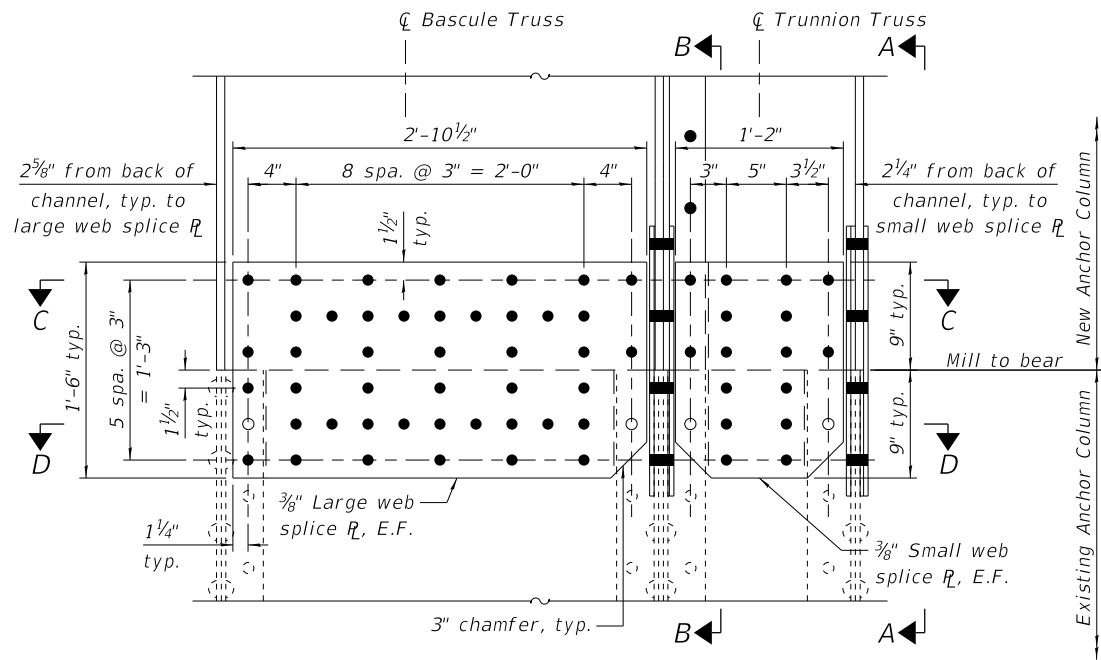 ℄ Bascule Truss
℄ Trunnion Truss
B
A
2'-10½"
1'-2"
2⅝" from back of
channel, typ. to
large web splice ℙL
4"
8 spa. @ 3" = 2'-0"
4"
3"
5"
3½"
2¼" from back of
channel, typ. to
small web splice ℙL
1½"
typ.
New Anchor Column
C
C
1'-6" typ.
5 spa. @ 3"
= 1'-3"
9" typ.
Mill to bear
1½"
typ.
9" typ.
D
D
⅜" Large web
splice ℙL, E.F.
1¼"
typ.
⅜" Small web
splice ℙL, E.F.
Existing Anchor Column
3" chamfer, typ.
B
A